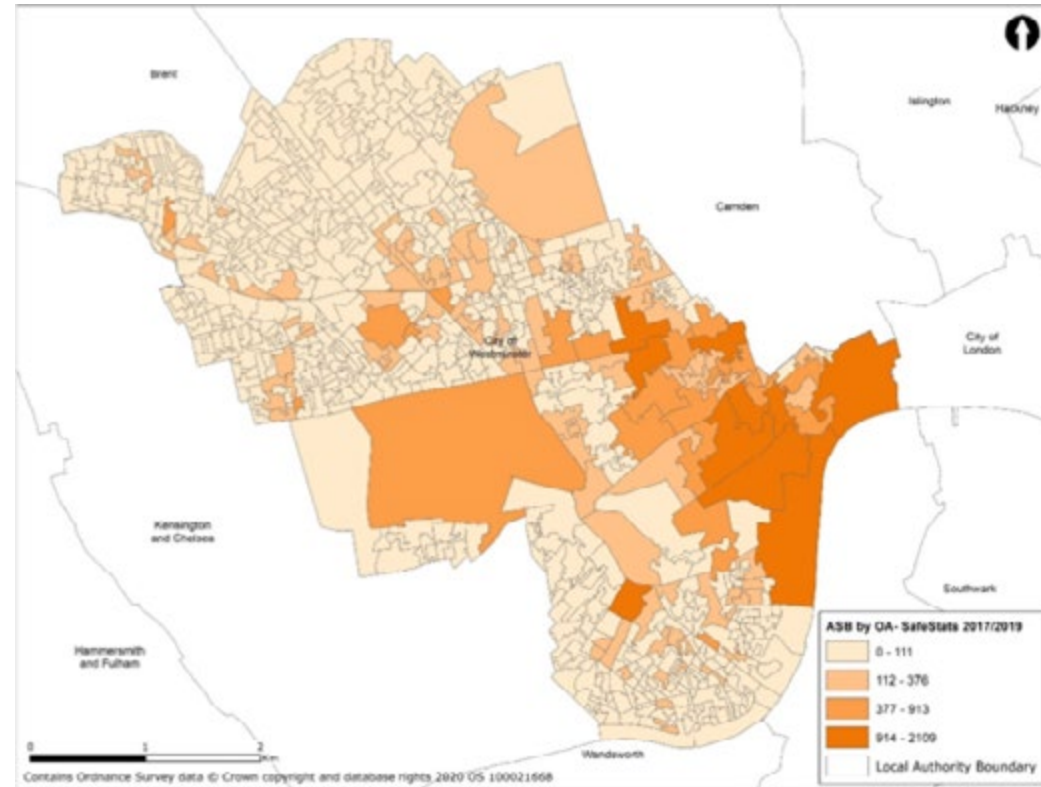 Brent
Islington
Hackney
Camden
City of
Westminster
City of
London
Kensington
and Chelsea
Southwark
Hammersmith
and Fulham
Wandsworth
ASB by OA- SafeStats 2017/2019
0 - 111
112 - 376
377 - 913
914 - 2109
Local Authority Boundary
0 1 2
Contains Ordnance Survey data © Crown copyright and database rights 2020 OS 100021668